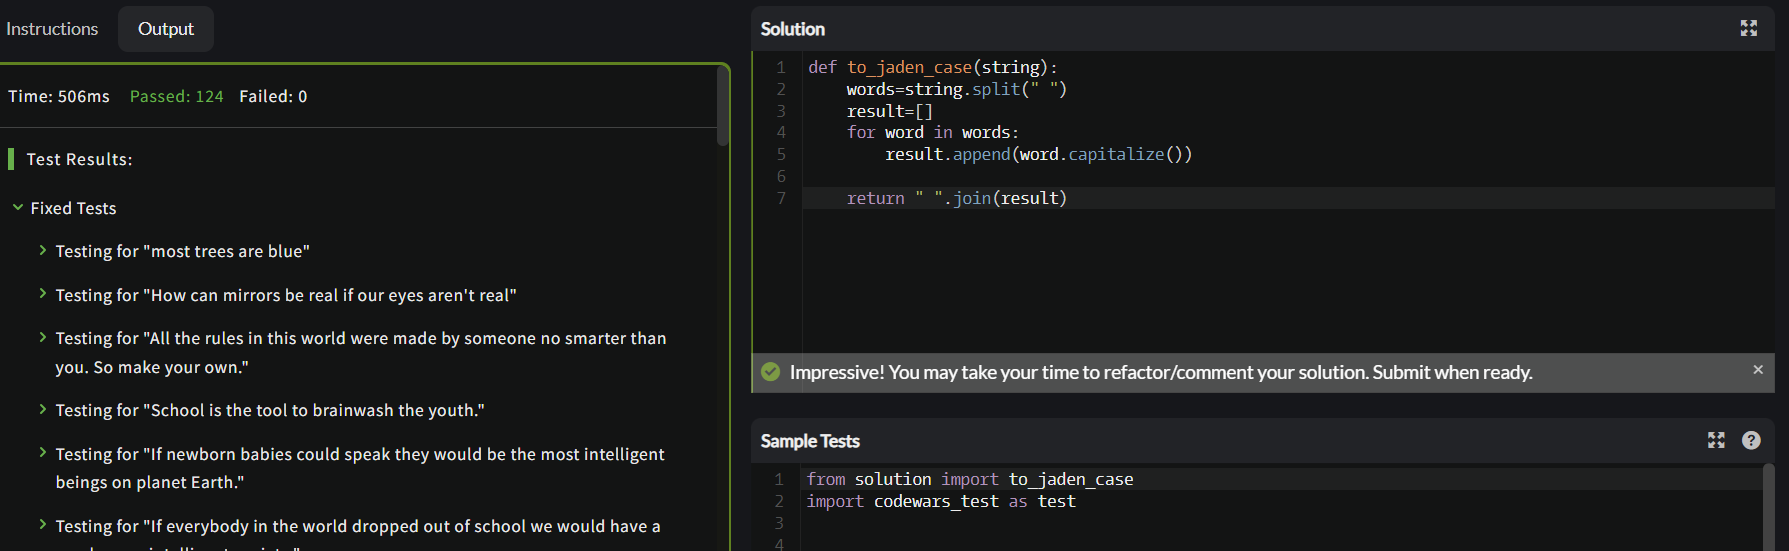 Instructions
Output
Time: 506ms Passed: 124 Failed: 0
Test Results:
Fixed Tests
Testing for "most trees are blue"
Testing for "How can mirrors be real if our eyes aren't real"
Testing for "All the rules in this world were made by someone no smarter than
you. So make your own."
Testing for "School is the tool to brainwash the youth."
Testing for "If newborn babies could speak they would be the most intelligent
beings on planet Earth."
Testing for "If everybody in the world dropped out of school we would have a
Solution
1 def to_jaden_case(string):
2     words=string.split(" ")
3     result=[]
4     for word in words:
5         result.append(word.capitalize())
6
7     return " ".join(result)
Impressive! You may take your time to refactor/comment your solution. Submit when ready.
Sample Tests
1 from solution import to_jaden_case
2 import codewars_test as test
3
4